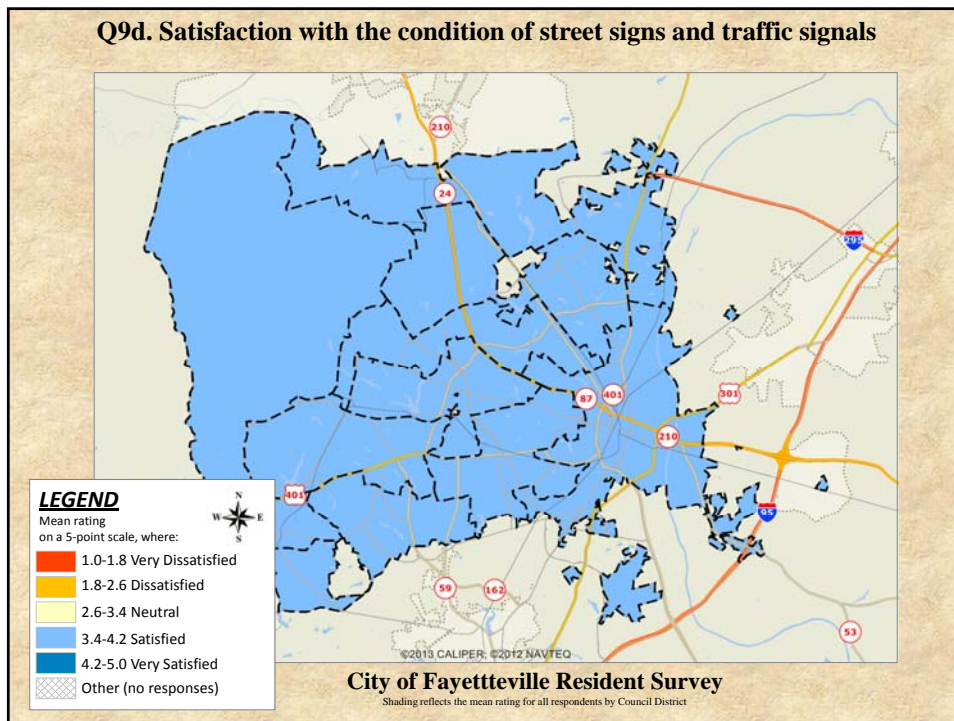 Q9d. Satisfaction with the condition of street signs and traffic signals
210
24
295
87
401
301
210
401
95
59
162
53
LEGEND
Mean rating
on a 5-point scale, where:
N
W E
S
1.0-1.8 Very Dissatisfied
1.8-2.6 Dissatisfied
2.6-3.4 Neutral
3.4-4.2 Satisfied
4.2-5.0 Very Satisfied
Other (no responses)
©2013 CALIPER; ©2012 NAVTEQ
City of Fayettteville Resident Survey
Shading reflects the mean rating for all respondents by Council District